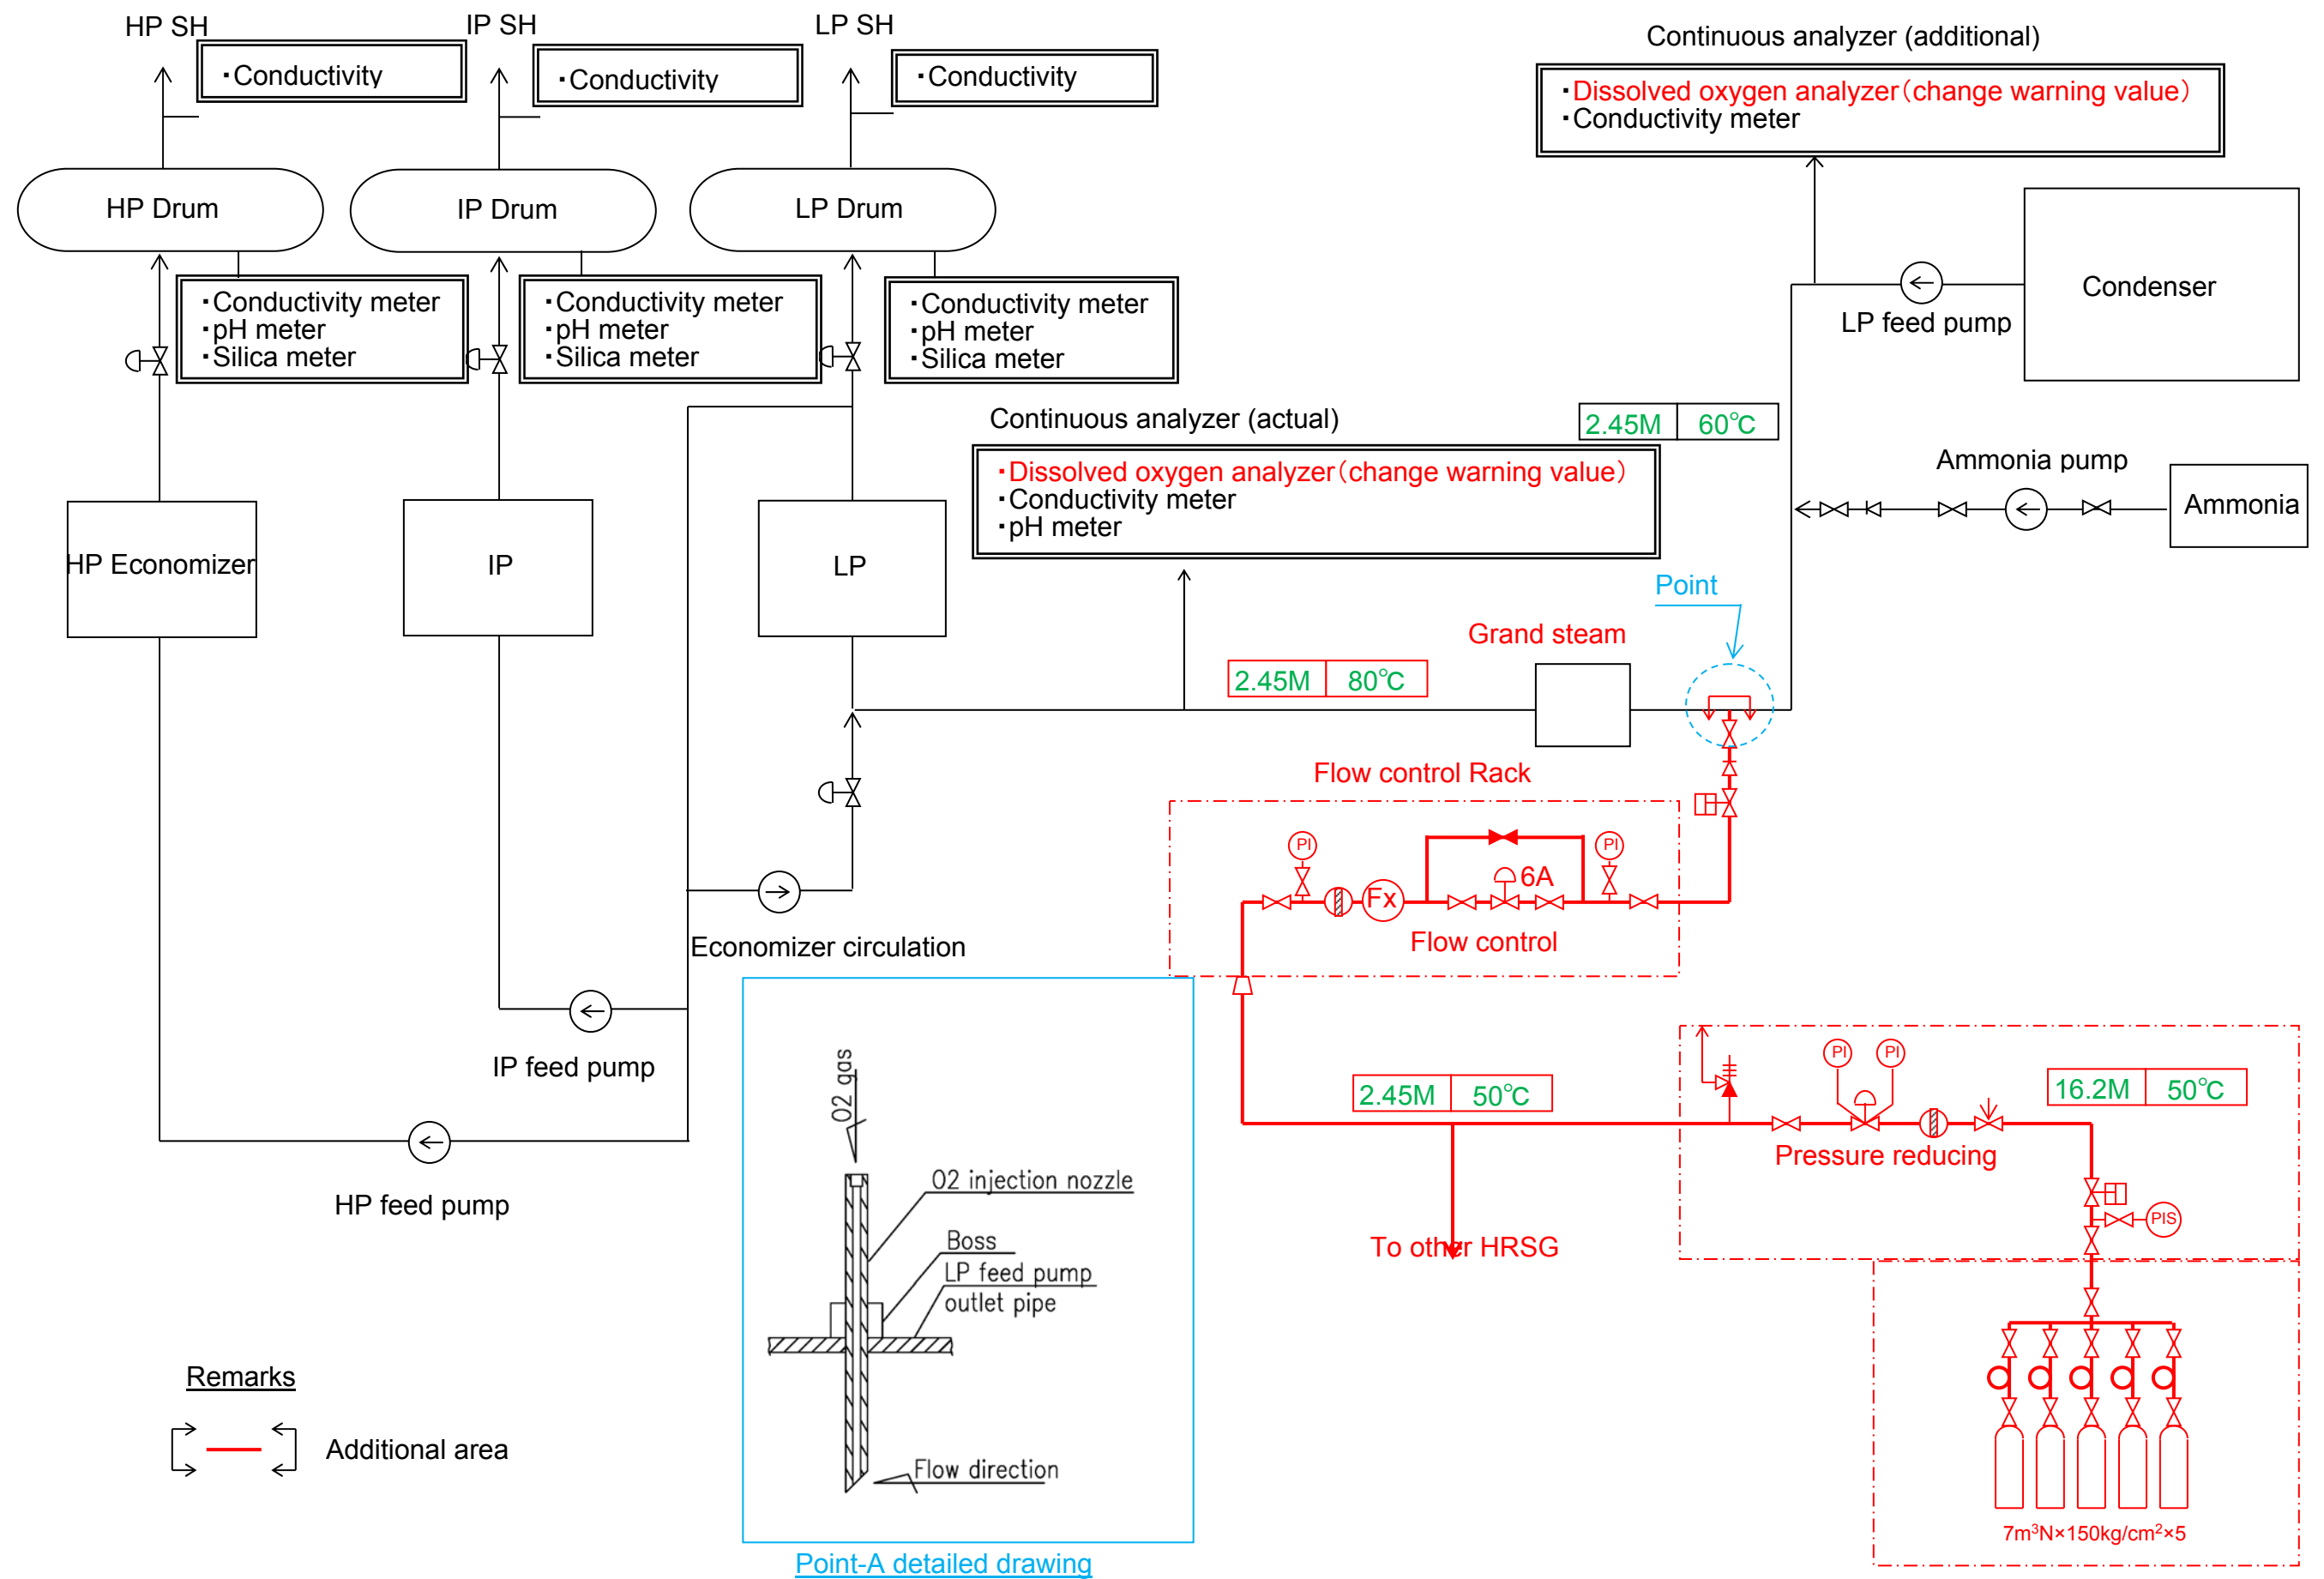 HP SH
IP SH
LP SH
Continuous analyzer (additional)
・Conductivity
・Conductivity
・Conductivity
・Dissolved oxygen analyzer（change warning value）
・Conductivity meter
HP Drum
IP Drum
LP Drum
Condenser
LP feed pump
・Conductivity meter
・pH meter
・Silica meter
・Conductivity meter
・pH meter
・Silica meter
・Conductivity meter
・pH meter
・Silica meter
Continuous analyzer (actual)
2.45M 60℃
・Dissolved oxygen analyzer（change warning value）
・Conductivity meter
・pH meter
Ammonia pump
Ammonia
HP Economizer
IP
LP
Point
Grand steam
2.45M 80℃
Flow control Rack
PI
PI
6A
Fx
Flow control
Economizer circulation
IP feed pump
HP feed pump
2.45M 50℃
PI
PI
16.2M 50℃
Pressure reducing
PIS
To other HRSG
O2 gas
O2 injection nozzle
Boss
LP feed pump
outlet pipe
Flow direction
Point-A detailed drawing
Remarks
Additional area
7m³N×150kg/cm²×5